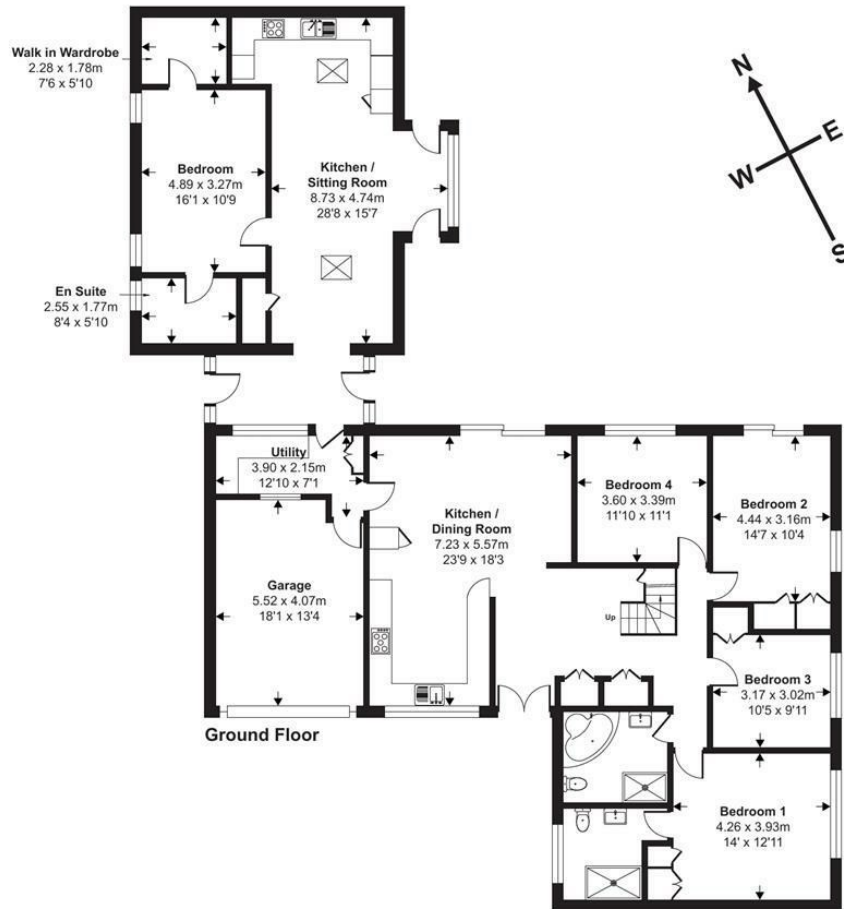 Walk in Wardrobe
2.28 x 1.78m
7'6 x 5'10
N
E
W
S
Bedroom
4.89 x 3.27m
16'1 x 10'9
Kitchen /
Sitting Room
8.73 x 4.74m
28'8 x 15'7
En Suite
2.55 x 1.77m
8'4 x 5'10
Utility
3.90 x 2.15m
12'10 x 7'1
Kitchen /
Dining Room
7.23 x 5.57m
23'9 x 18'3
Bedroom 4
3.60 x 3.39m
11'10 x 11'1
Bedroom 2
4.44 x 3.16m
14'7 x 10'4
Garage
5.52 x 4.07m
18'1 x 13'4
Up
Bedroom 3
3.17 x 3.02m
10'5 x 9'11
Ground Floor
Bedroom 1
4.26 x 3.93m
14' x 12'11